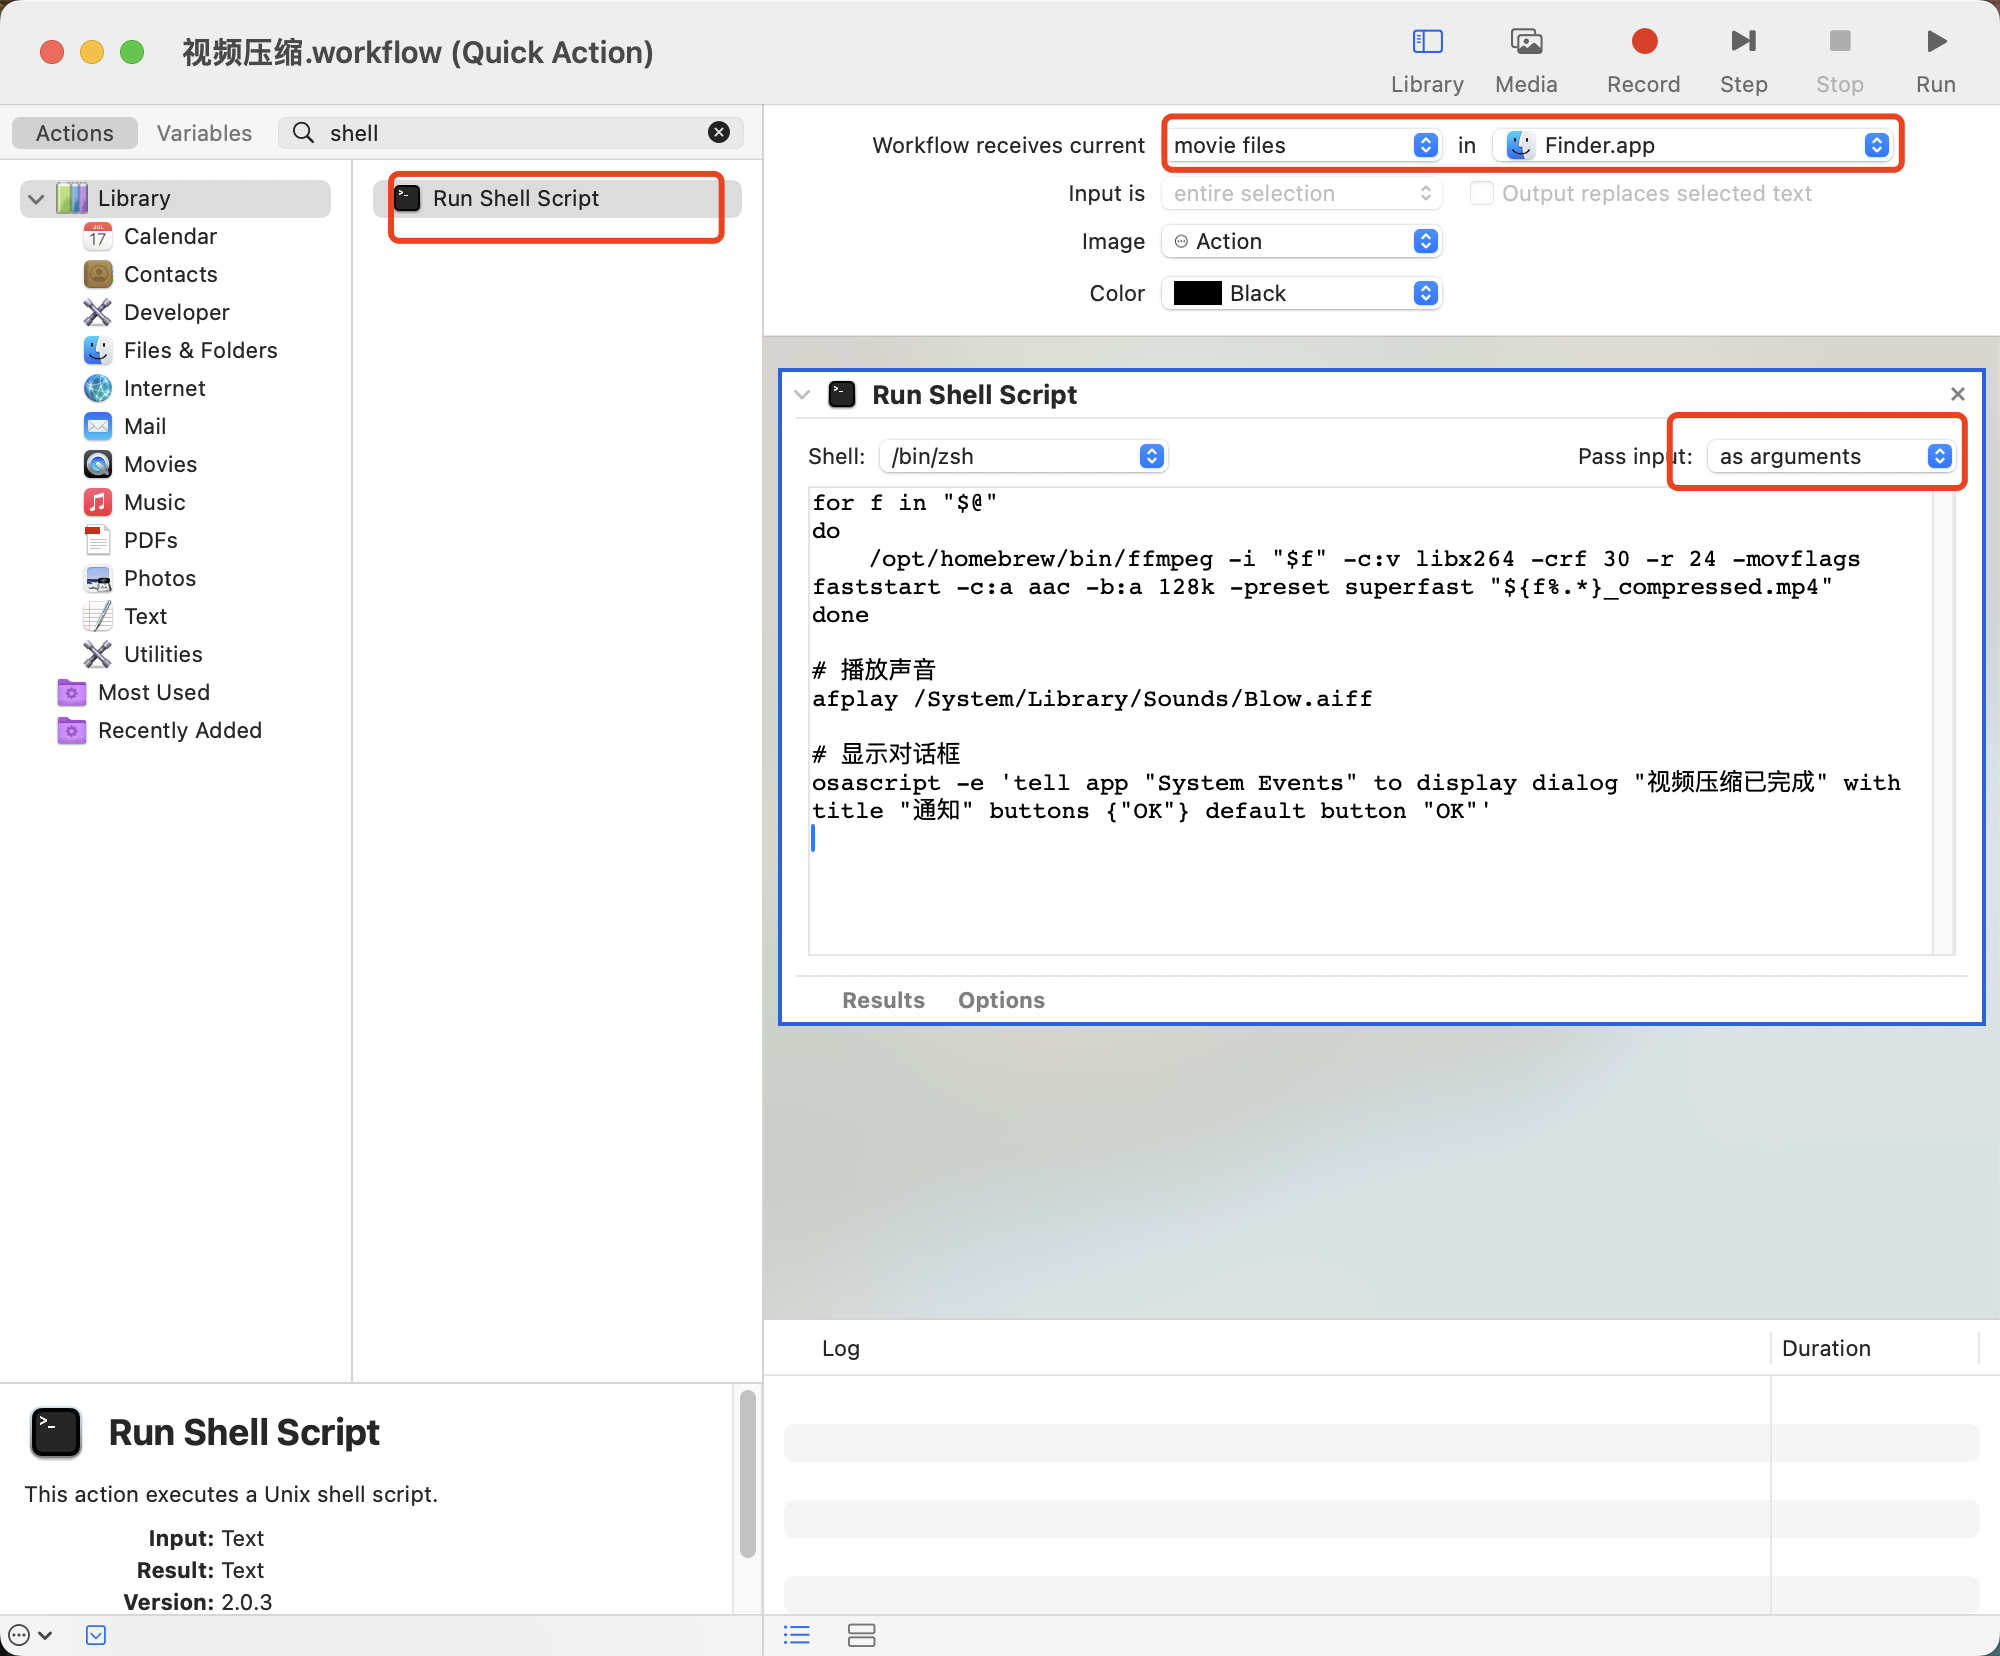 视频压缩.workflow (Quick Action)
Library
Media
Record
Step
Stop
Run
Actions
Variables
shell
Library
Calendar
JUL
17
Contacts
Developer
Files & Folders
Internet
Mail
Movies
Music
PDFs
Photos
Text
Utilities
Most Used
Recently Added
Run Shell Script
Workflow receives current movie files in Finder.app
Input is entire selection Output replaces selected text
Image Action
Color Black
Run Shell Script
Shell: /bin/zsh Pass input: as arguments
for f in "$@"
do
    /opt/homebrew/bin/ffmpeg -i "$f" -c:v libx264 -crf 30 -r 24 -movflags
faststart -c:a aac -b:a 128k -preset superfast "${f%.*}_compressed.mp4"
done
# 播放声音
afplay /System/Library/Sounds/Blow.aiff
# 显示对话框
osascript -e 'tell app "System Events" to display dialog "视频压缩已完成" with
title "通知" buttons {"OK"} default button "OK"'
Results Options
Log Duration
Run Shell Script
This action executes a Unix shell script.
Input: Text
Result: Text
Version: 2.0.3